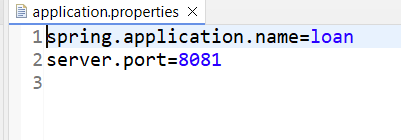 application.properties
1 spring.application.name=loan
2 server.port=8081
3